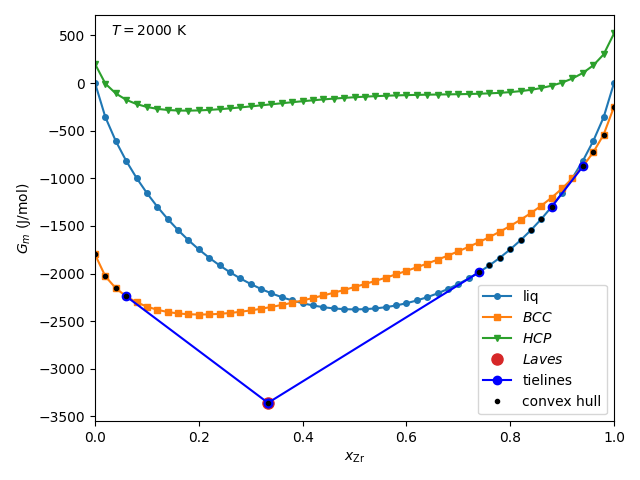 T = 2000 K
500
0
−500
−1000
−1500
−2000
−2500
−3000
−3500
G_m (J/mol)
0.0 0.2 0.4 0.6 0.8 1.0
x_Zr
liq
BCC
HCP
Laves
tielines
convex hull